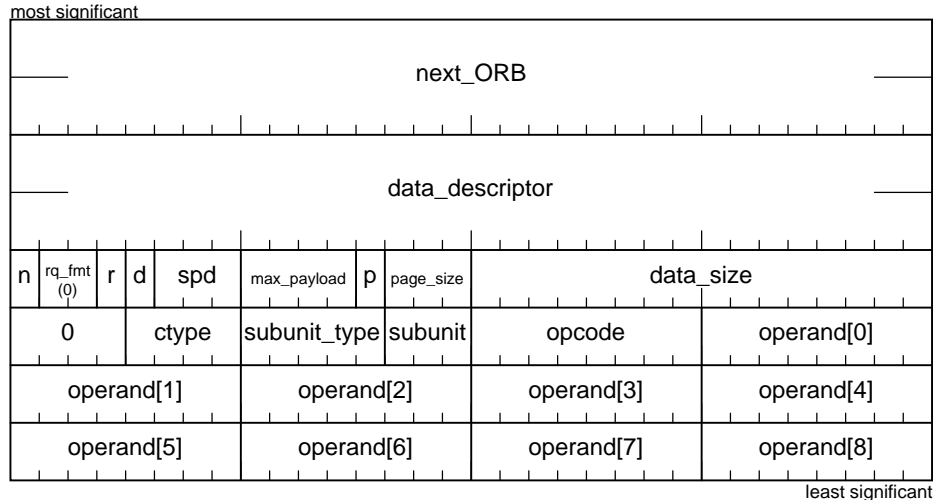 most significant
next_ORB
data_descriptor
n rq_fmt (0) r d spd max_payload p page_size data_size
0 ctype subunit_type subunit opcode operand[0]
operand[1] operand[2] operand[3] operand[4]
operand[5] operand[6] operand[7] operand[8]
least significant